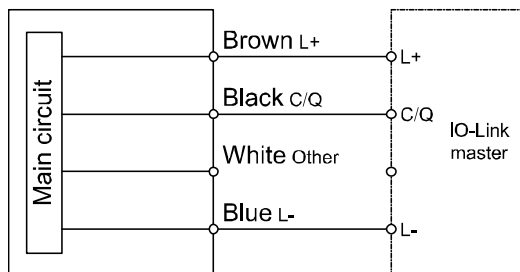 Main circuit
Brown L+
Black C/Q
White Other
Blue L-
L+
C/Q
L-
IO-Link
master